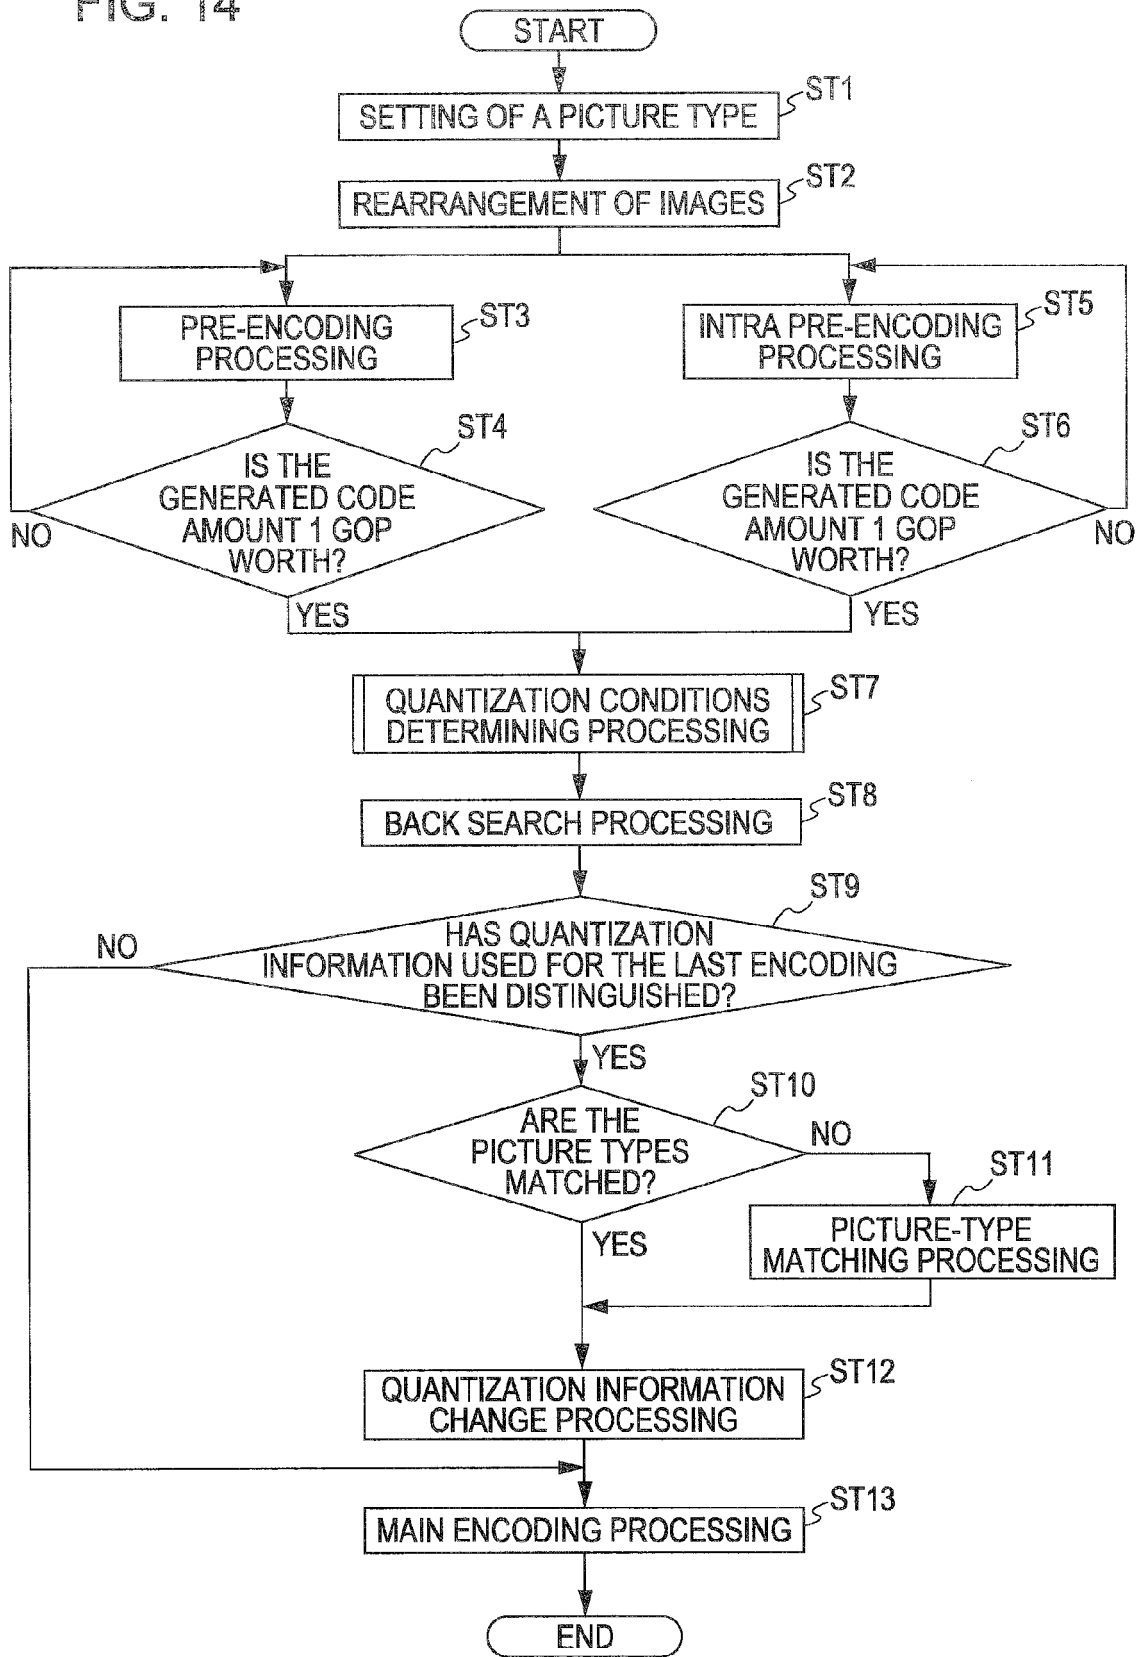 FIG. 14
START
ST1
SETTING OF A PICTURE TYPE
ST2
REARRANGEMENT OF IMAGES
ST3
PRE-ENCODING
PROCESSING
ST5
INTRA PRE-ENCODING
PROCESSING
ST4
IS THE
GENERATED CODE
AMOUNT 1 GOP
WORTH?
NO
YES
ST6
IS THE
GENERATED CODE
AMOUNT 1 GOP
WORTH?
NO
YES
ST7
QUANTIZATION CONDITIONS
DETERMINING PROCESSING
ST8
BACK SEARCH PROCESSING
ST9
HAS QUANTIZATION
INFORMATION USED FOR THE LAST ENCODING
BEEN DISTINGUISHED?
NO
YES
ST10
ARE THE
PICTURE TYPES
MATCHED?
NO
YES
ST11
PICTURE-TYPE
MATCHING PROCESSING
ST12
QUANTIZATION INFORMATION
CHANGE PROCESSING
ST13
MAIN ENCODING PROCESSING
END